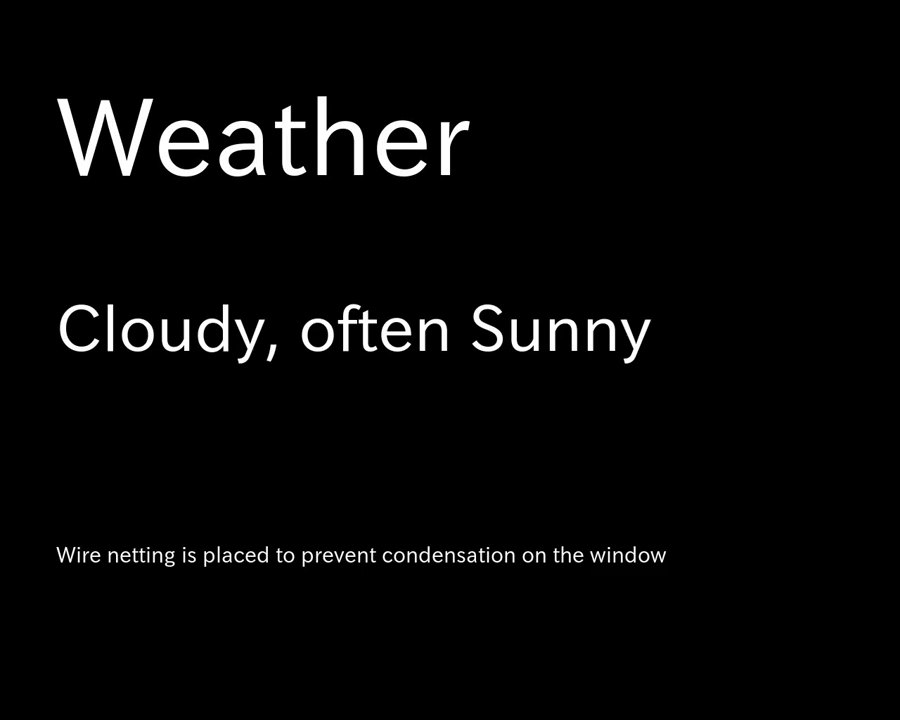 Weather
Cloudy, often Sunny
Wire netting is placed to prevent condensation on the window